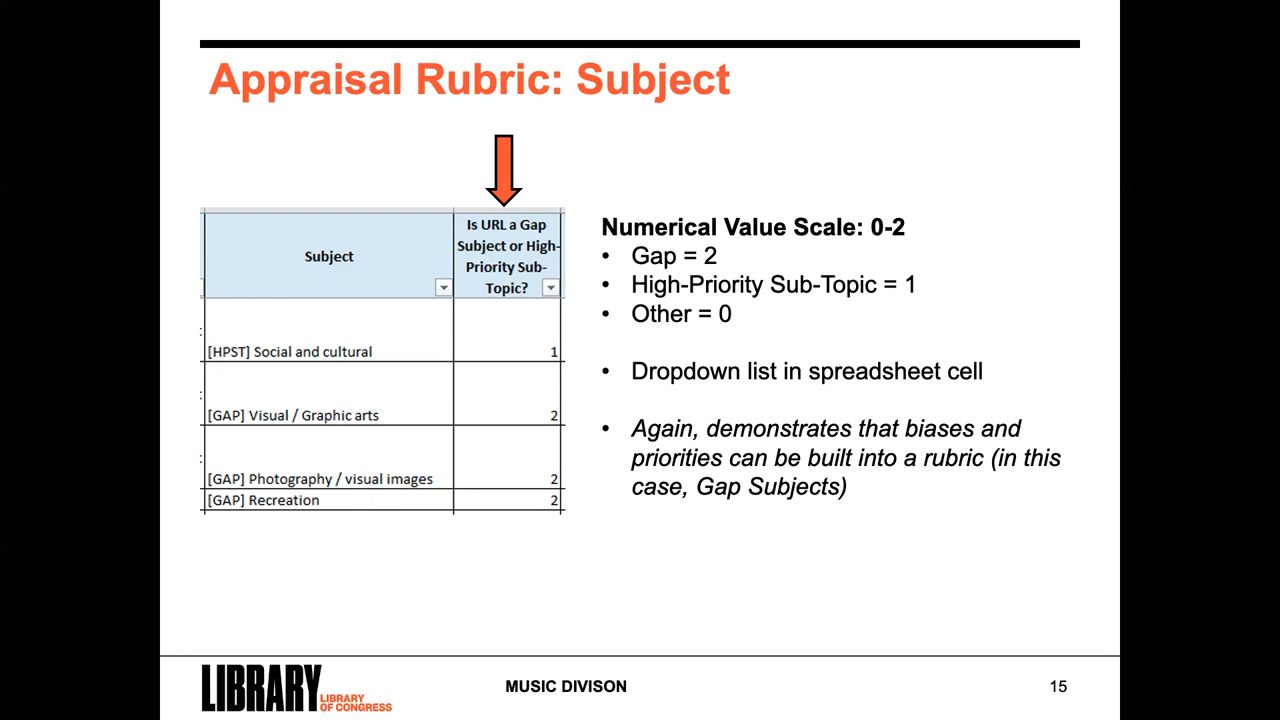 Appraisal Rubric: Subject
Subject
Is URL a Gap
Subject or High-
Priority Sub-
Topic?
[HPST] Social and cultural 1
[GAP] Visual / Graphic arts 2
[GAP] Photography / visual images 2
[GAP] Recreation 2
Numerical Value Scale: 0-2
• Gap = 2
• High-Priority Sub-Topic = 1
• Other = 0
• Dropdown list in spreadsheet cell
• Again, demonstrates that biases and
priorities can be built into a rubric (in this
case, Gap Subjects)
LIBRARY
LIBRARY
OF CONGRESS
MUSIC DIVISON
15